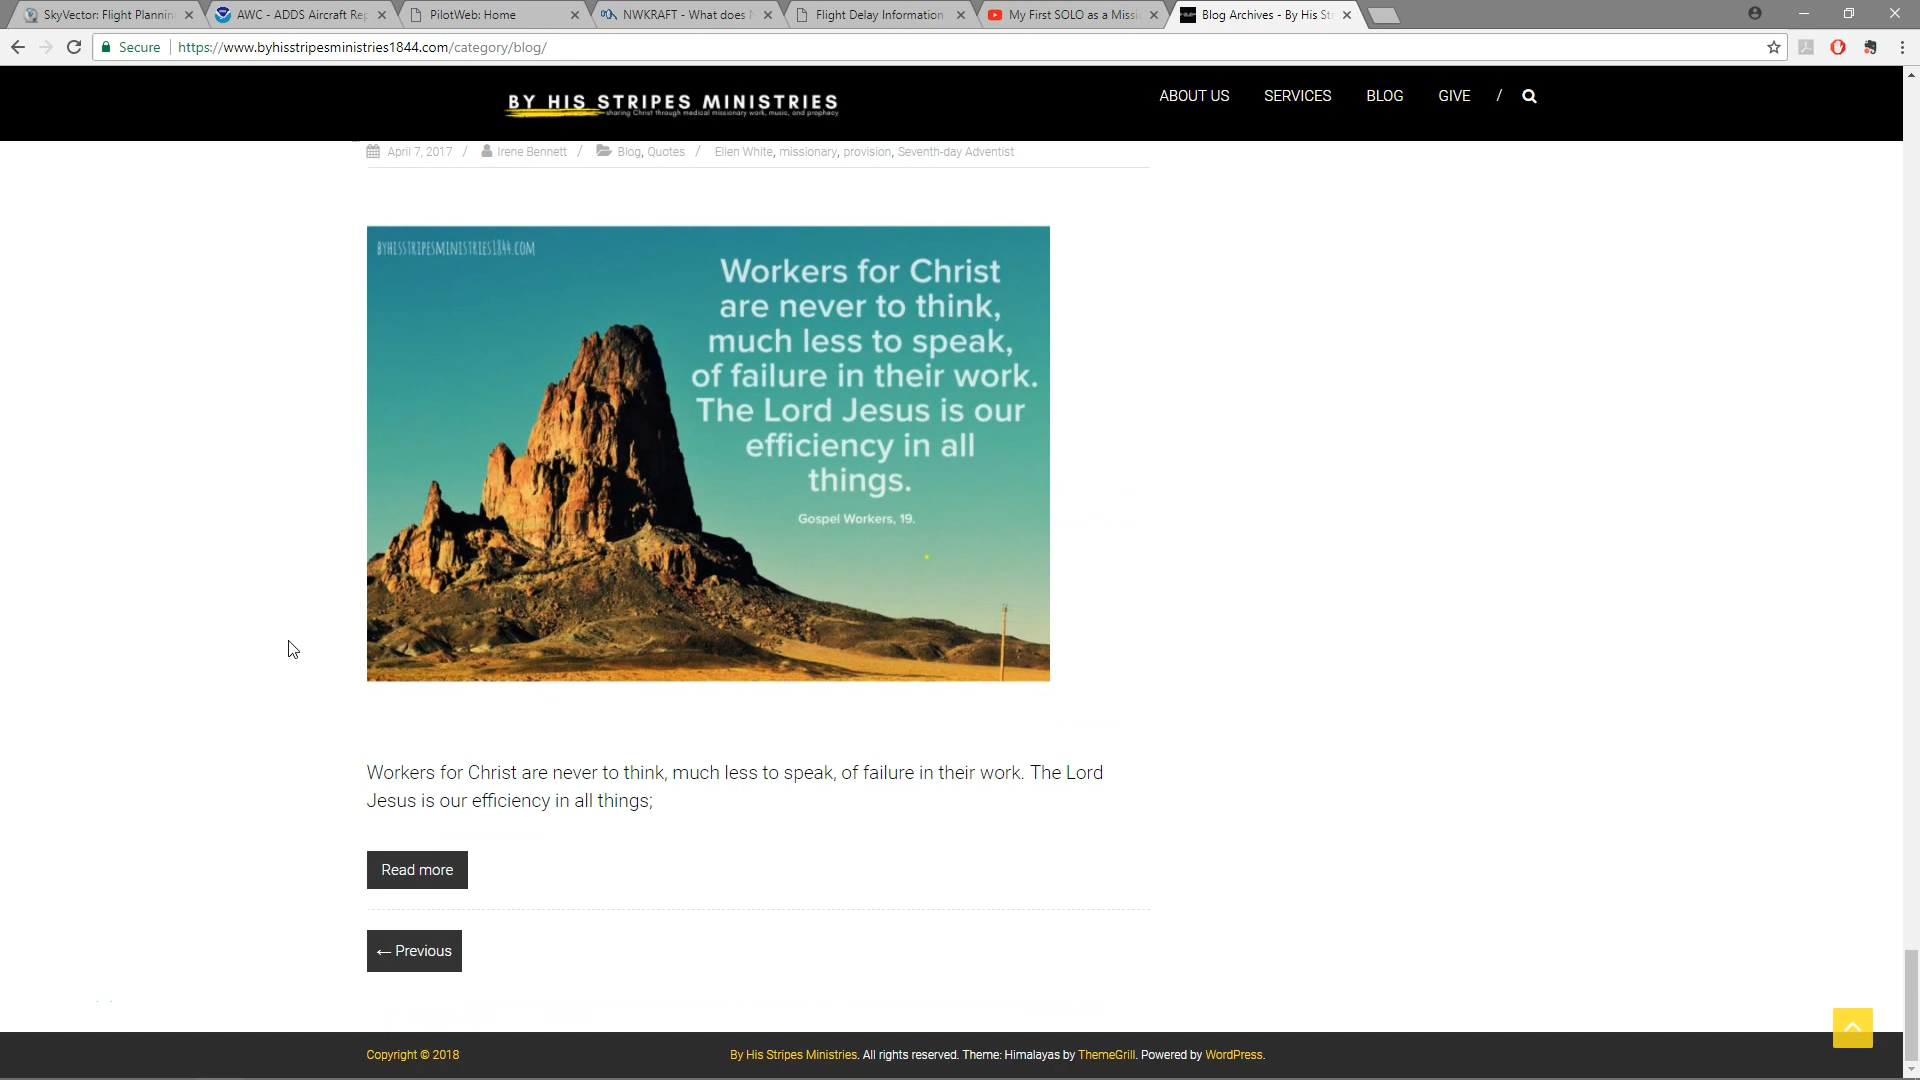 SkyVector: Flight Plannin
AWC - ADDS Aircraft Rep
PilotWeb: Home
NWKRAFT - What does
Flight Delay Information
My First SOLO as a Missi
Blog Archives - By His St
Secure
https://www.byhisstripesministries1844.com/category/blog/
BY HIS STRIPES MINISTRIES
sharing Christ through medical missionary work, music, and prophecy
ABOUT US
SERVICES
BLOG
GIVE
/
April 7, 2017 / Irene Bennett / Blog, Quotes / Ellen White, missionary, provision, Seventh-day Adventist
BYHISSTRIPESMINISTRIES1844.COM
Workers for Christ
are never to think,
much less to speak,
of failure in their work.
The Lord Jesus is our
efficiency in all
things.
Gospel Workers, 19.
Workers for Christ are never to think, much less to speak, of failure in their work. The Lord
Jesus is our efficiency in all things;
Read more
← Previous
Copyright © 2018
By His Stripes Ministries. All rights reserved. Theme: Himalayas by ThemeGrill. Powered by WordPress.